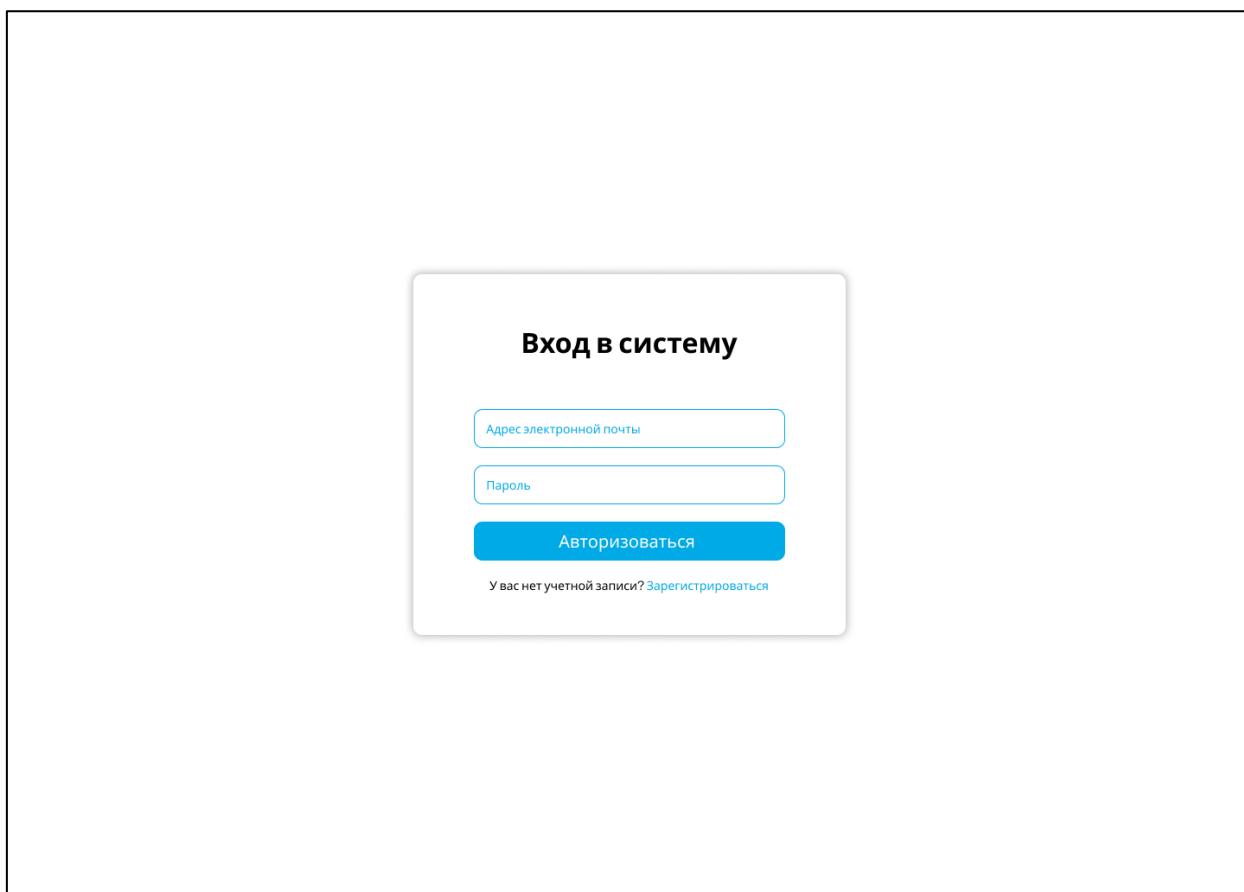 Вход в систему
Адрес электронной почты
Пароль
Авторизоваться
У вас нет учетной записи? Зарегистрироваться